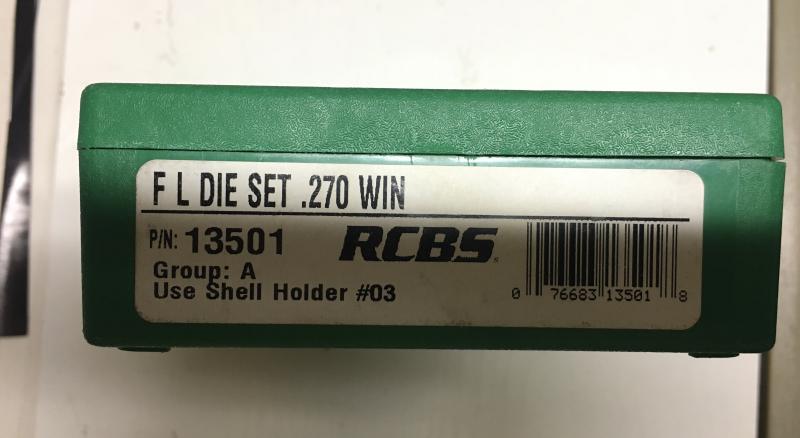 F L DIE SET .270 WIN
P/N: 13501 RCBS
Group: A
Use Shell Holder #03
0 76683 13501 8